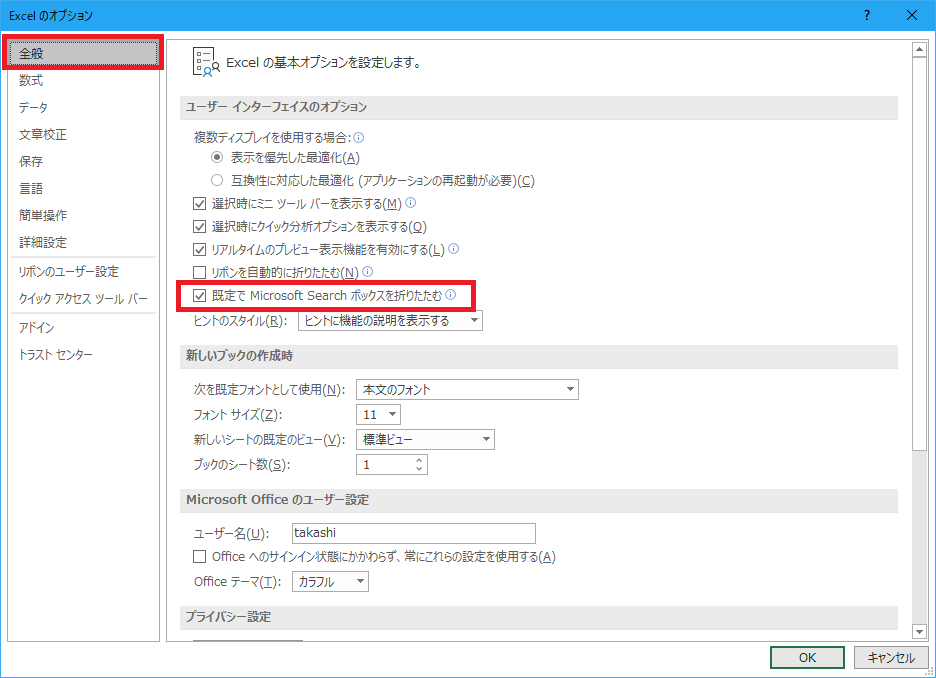 Excel のオプション
?
全般
数式
データ
文章校正
保存
言語
簡単操作
詳細設定
リボンのユーザー設定
クイック アクセス ツール バー
アドイン
トラスト センター
Excel の基本オプションを設定します。
ユーザー インターフェイスのオプション
複数ディスプレイを使用する場合:
表示を優先した最適化(A)
互換性に対応した最適化 (アプリケーションの再起動が必要)(C)
選択時にミニ ツール バーを表示する(M)
選択時にクイック分析オプションを表示する(Q)
リアルタイムのプレビュー表示機能を有効にする(L)
リボンを自動的に折りたたむ(N)
既定で Microsoft Search ボックスを折りたたむ
ヒントのスタイル(R): ヒントに機能の説明を表示する
新しいブックの作成時
次を既定フォントとして使用(N): 本文のフォント
フォント サイズ(Z): 11
新しいシートの既定のビュー(V): 標準ビュー
ブックのシート数(S): 1
Microsoft Office のユーザー設定
ユーザー名(U): takashi
Office へのサインイン状態にかかわらず、常にこれらの設定を使用する(A)
Office テーマ(T): カラフル
プライバシー設定
OK キャンセル